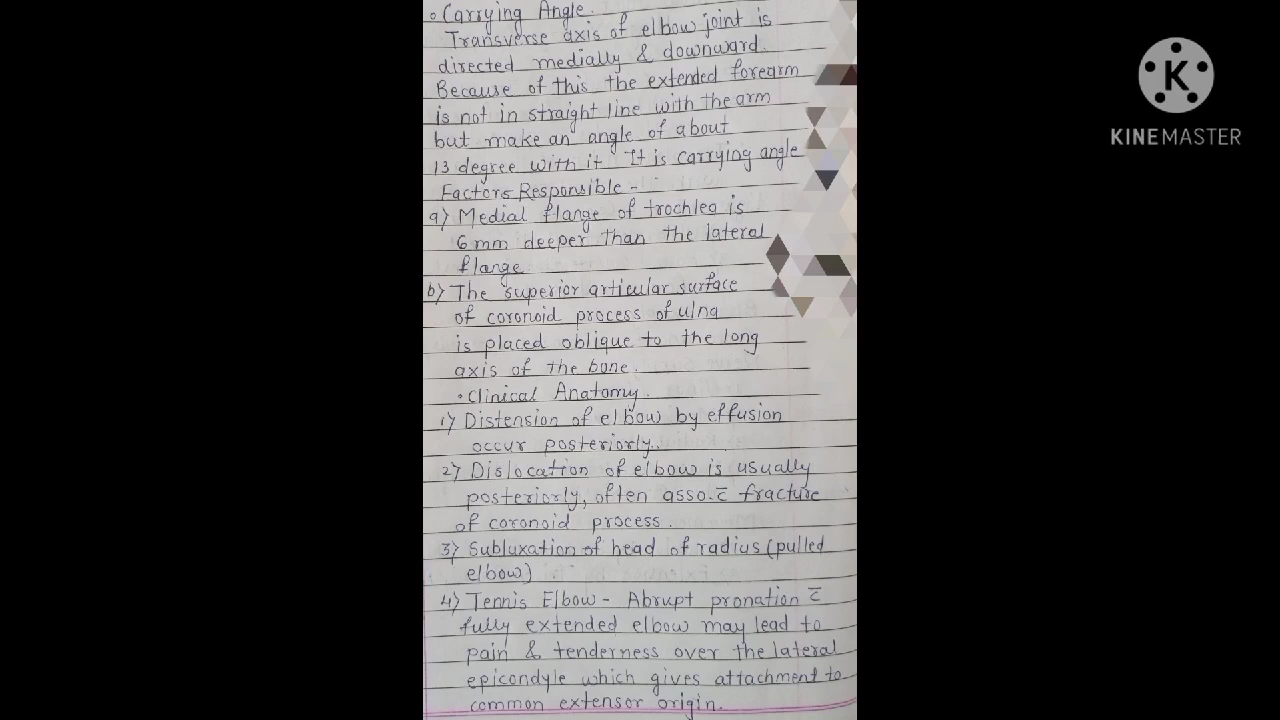 ° Carrying Angle.
Transverse axis of elbow joint is
directed medially & downward.
Because of this the extended forearm
is not in straight line with the arm
but make an angle of about
13 degree with it It is carrying angle
Factors Responsible -
a) Medial flange of trochlea is
6 mm deeper than the lateral
flange
b) The superior articular surface
of coronoid process of ulna
is placed oblique to the long
axis of the bone.
• Clinical Anatomy.
1) Distension of elbow by effusion
occur posteriorly.
2) Dislocation of elbow is usually
posteriorly, often asso. c̄ fracture
of coronoid process.
3) Subluxation of head of radius (pulled
elbow)
4) Tennis Elbow - Abrupt pronation c̄
fully extended elbow may lead to
pain & tenderness over the lateral
epicondyle which gives attachment to
common extensor origin.
K
KINEMASTER